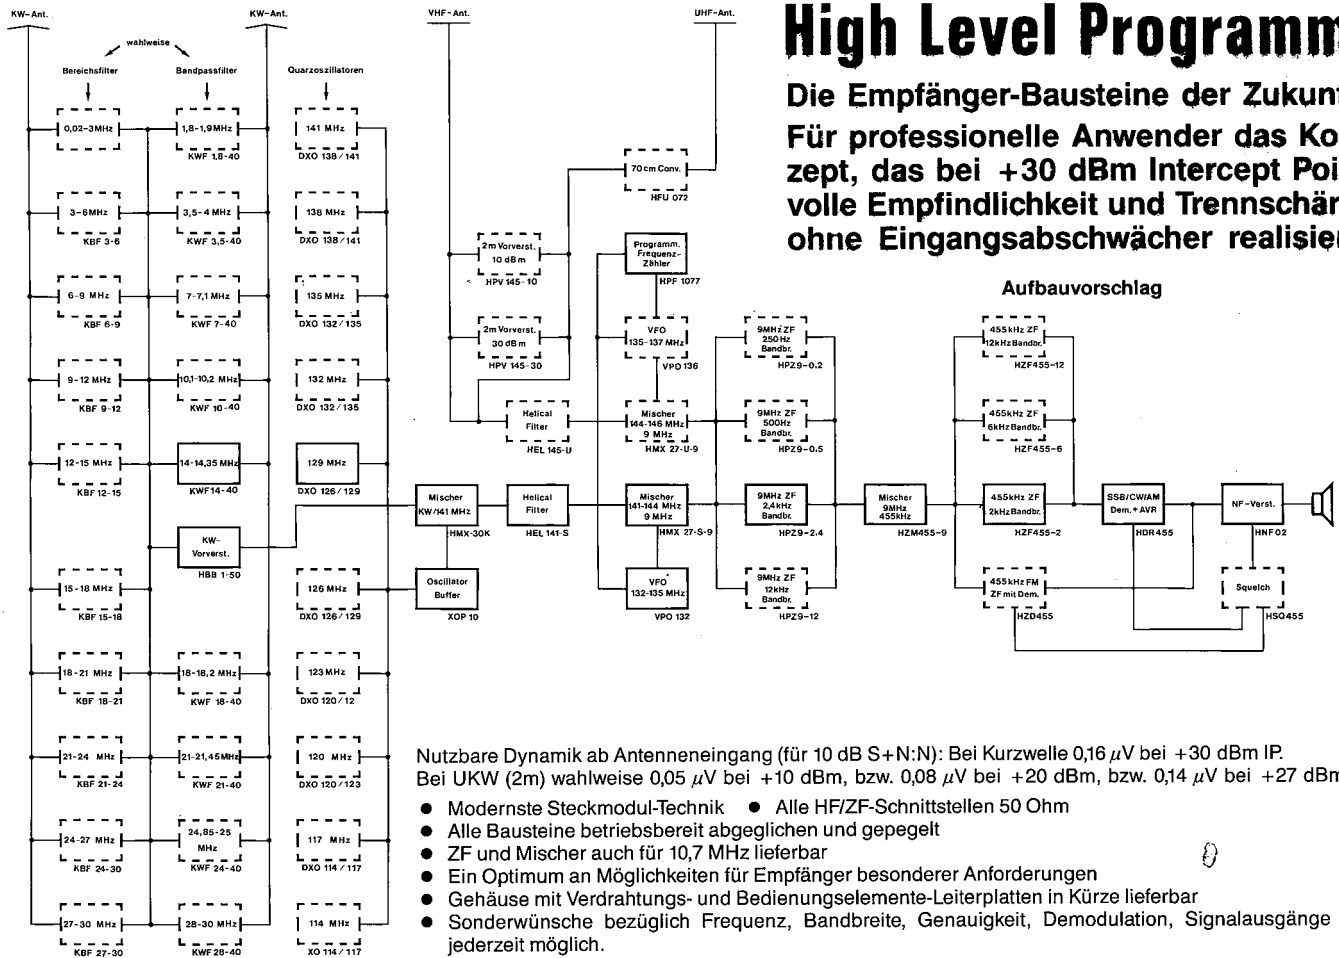 KW-Ant.
KW-Ant.
VHF-Ant.
UHF-Ant.
High Level Programm
Die Empfänger-Bausteine der Zukunf
Für professionelle Anwender das Ko
zept, das bei +30 dBm Intercept Poi
volle Empfindlichkeit und Trennschär
ohne Eingangsabschwächer realisier
Aufbauvorschlag
wahlweise
Bereichsfilter
Bandpassfilter
Quarzoszillatoren
0,02-3MHz
1,8-1,9MHz
KWF 1,8-40
141 MHz
DXO 138/141
3-6MHz
KBF 3-6
3,5-4 MHz
KWF 3,5-40
138 MHz
DXO 138/141
6-9 MHz
KBF 6-9
7-7,1 MHz
KWF 7-40
135 MHz
DXO 132/135
9-12 MHz
KBF 9-12
10,1-10,2 MHz
KWF 10-40
132 MHz
DXO 132/135
12-15 MHz
KBF 12-15
14-14,35 MHz
KWF14-40
129 MHz
DXO 126/129
KW-
Vorverst.
HBB 1-50
15-18 MHz
KBF 15-18
126 MHz
DXO 126/129
18-21 MHz
KBF 18-21
18-18,2 MHz
KWF 18-40
123 MHz
DXO 120/12
21-24 MHz
KBF 21-24
21-21,45MHz
KWF 21-40
120 MHz
DXO 120/123
24-27 MHz
KBF 24-30
24,85-25
MHz
KWF 24-40
117 MHz
DXO 114/117
27-30 MHz
KBF 27-30
28-30 MHz
KWF 28-40
114 MHz
XO 114/117
70cm Conv.
HFU 072
2m Vorverst.
10 dBm
HPV 145-10
2m Vorverst.
30 dBm
HPV 145-30
Programm.
Frequenz-
Zähler
HPF 1077
VFO
135-137 MHz
VPO 136
Helical
Filter
HEL 145-U
Mischer
144-146 MHz
9 MHz
HMX 27-U-9
Mischer
KW/141 MHz
HMX-30K
Helical
Filter
HEL 141-S
Mischer
141-144 MHz
9 MHz
HMX 27-S-9
Oscillator
Buffer
XOP 10
VFO
132-135 MHz
VPO 132
9MHz ZF
250Hz
Bandbr.
HPZ9-0.2
9MHz ZF
500Hz
Bandbr.
HPZ9-0.5
9MHz ZF
2,4kHz
Bandbr.
HPZ9-2.4
9MHz ZF
12kHz
Bandbr.
HPZ9-12
Mischer
9MHz
455kHz
HZM455-9
455kHz ZF
12kHz Bandbr.
HZF455-12
455kHz ZF
6kHz Bandbr.
HZF455-6
455kHz ZF
2kHz Bandbr.
HZF455-2
455kHz FM
ZF mit Dem.
HZD455
SSB/CW/AM
Dem.+AVR
HDR455
NF-Verst.
HNF02
Squelch
HSQ455
Nutzbare Dynamik ab Antenneneingang (für 10 dB S+N:N): Bei Kurzwelle 0,16 µV bei +30 dBm IP.
Bei UKW (2m) wahlweise 0,05 µV bei +10 dBm, bzw. 0,08 µV bei +20 dBm, bzw. 0,14 µV bei +27 dBm
● Modernste Steckmodul-Technik ● Alle HF/ZF-Schnittstellen 50 Ohm
● Alle Bausteine betriebsbereit abgeglichen und gepegelt
● ZF und Mischer auch für 10,7 MHz lieferbar
● Ein Optimum an Möglichkeiten für Empfänger besonderer Anforderungen
● Gehäuse mit Verdrahtungs- und Bedienungselemente-Leiterplatten in Kürze lieferbar
● Sonderwünsche bezüglich Frequenz, Bandbreite, Genauigkeit, Demodulation, Signalausgänge
jederzeit möglich.